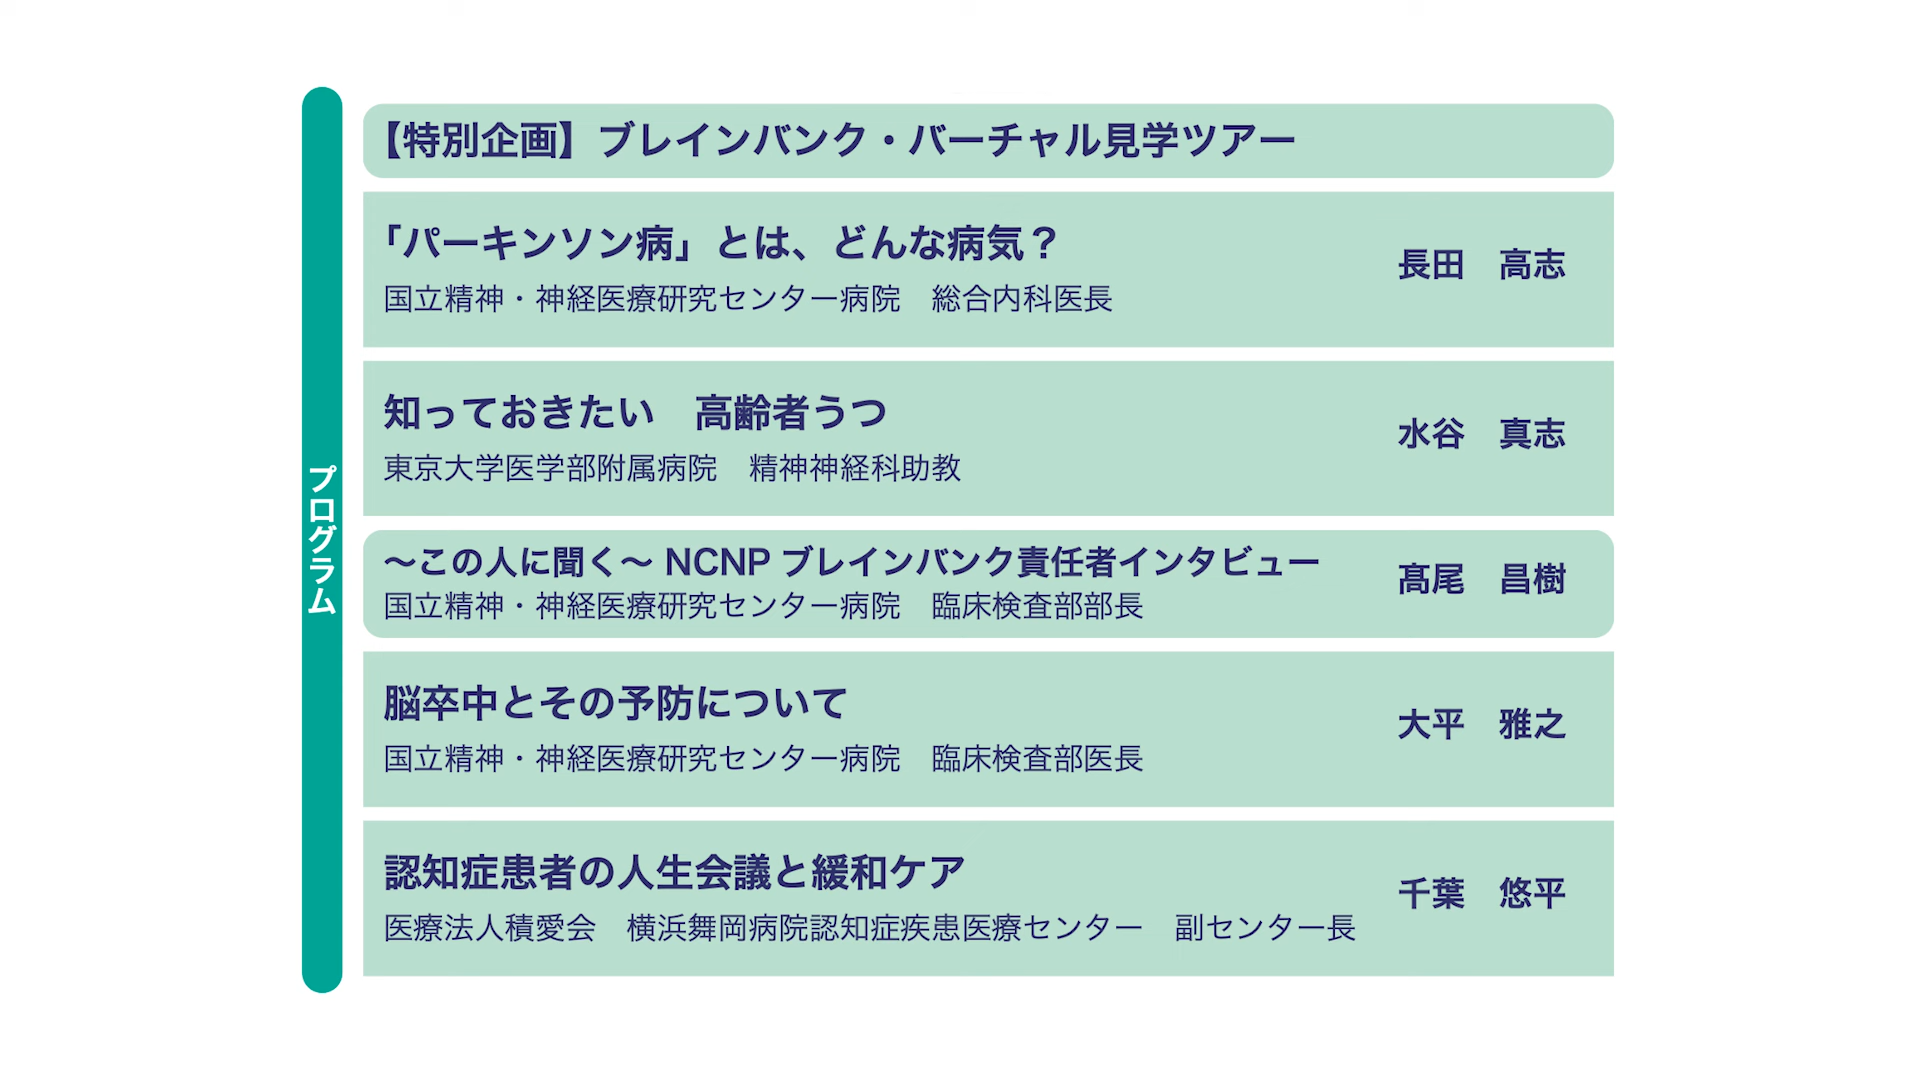 プログラム
【特別企画】ブレインバンク・バーチャル見学ツアー
「パーキンソン病」とは、どんな病気？
国立精神・神経医療研究センター病院　総合内科医長
長田　高志
知っておきたい　高齢者うつ
東京大学医学部附属病院　精神神経科助教
水谷　真志
～この人に聞く～ NCNP ブレインバンク責任者インタビュー
国立精神・神経医療研究センター病院　臨床検査部部長
髙尾　昌樹
脳卒中とその予防について
国立精神・神経医療研究センター病院　臨床検査部医長
大平　雅之
認知症患者の人生会議と緩和ケア
医療法人積愛会　横浜舞岡病院認知症疾患医療センター　副センター長
千葉　悠平